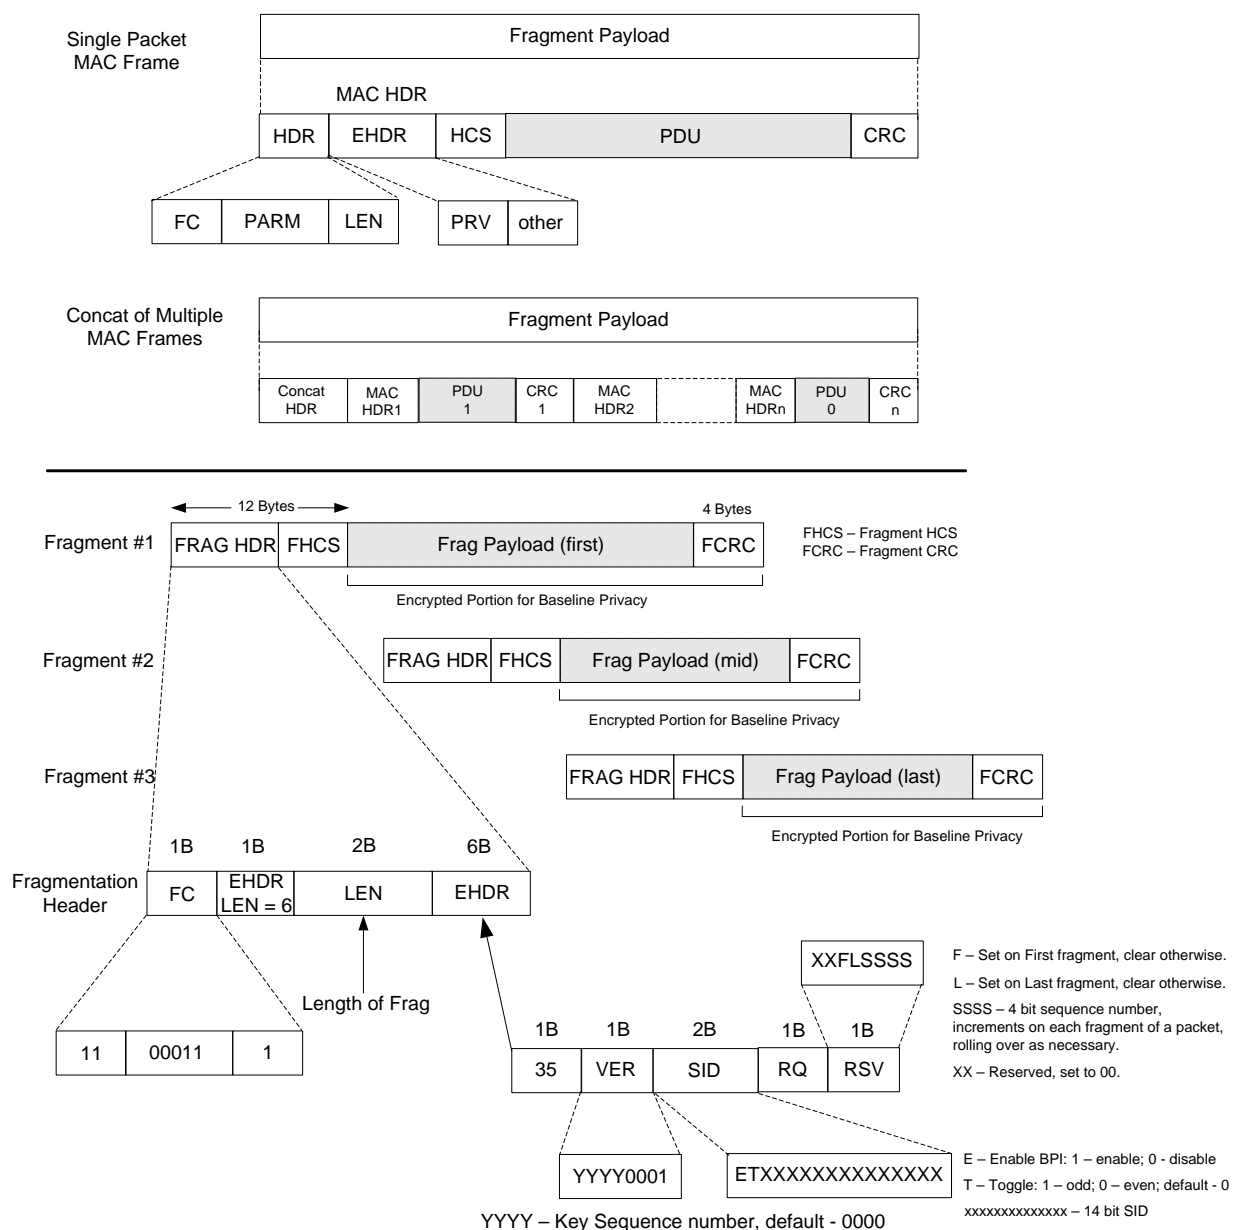 Single Packet
MAC Frame
Fragment Payload
MAC HDR
HDR EHDR HCS PDU CRC
FC PARM LEN PRV other
Concat of Multiple
MAC Frames
Fragment Payload
Concat
HDR
MAC
HDR1
PDU
1
CRC
1
MAC
HDR2
MAC
HDRn
PDU
0
CRC
n
12 Bytes
4 Bytes
Fragment #1
FRAG HDR FHCS Frag Payload (first) FCRC
FHCS – Fragment HCS
FCRC – Fragment CRC
Encrypted Portion for Baseline Privacy
Fragment #2
FRAG HDR FHCS Frag Payload (mid) FCRC
Encrypted Portion for Baseline Privacy
Fragment #3
FRAG HDR FHCS Frag Payload (last) FCRC
Encrypted Portion for Baseline Privacy
1B 1B 2B 6B
Fragmentation
Header
FC
EHDR
LEN = 6
LEN
EHDR
Length of Frag
11 00011 1
XXFLSSSS
F – Set on First fragment, clear otherwise.
L – Set on Last fragment, clear otherwise.
SSSS – 4 bit sequence number,
increments on each fragment of a packet,
rolling over as necessary.
XX – Reserved, set to 00.
1B 1B 2B 1B 1B
35 VER SID RQ RSV
YYYY0001
ETXXXXXXXXXXXXXX
E – Enable BPI: 1 – enable; 0 - disable
T – Toggle: 1 – odd; 0 – even; default - 0
xxxxxxxxxxxxxx – 14 bit SID
YYYY – Key Sequence number, default - 0000